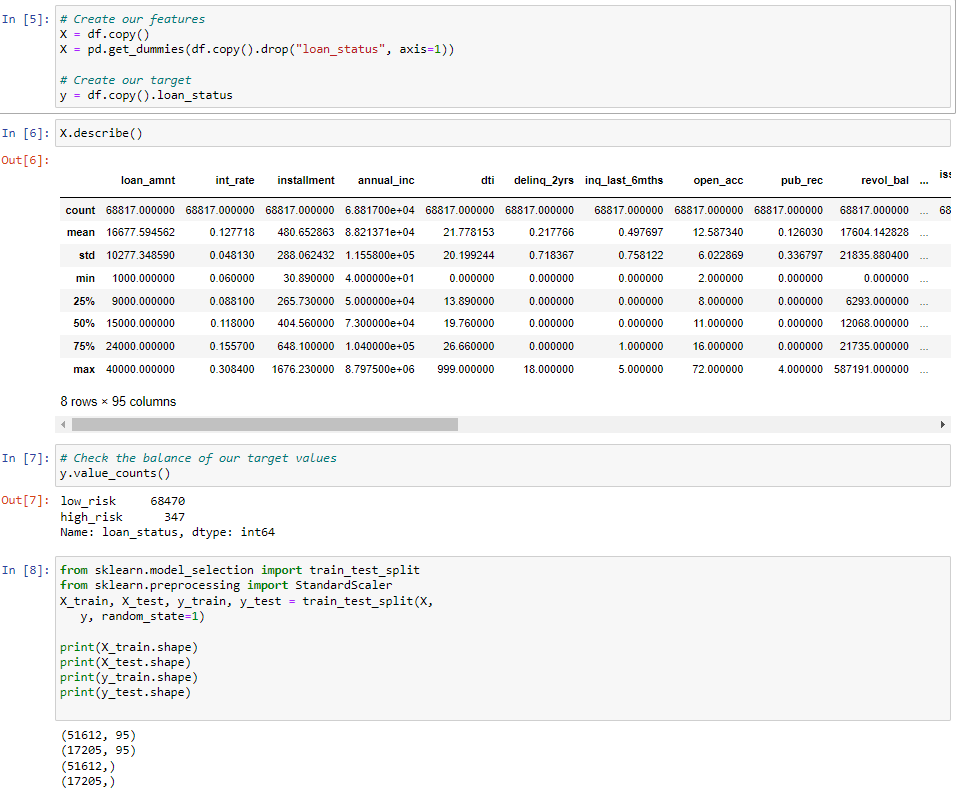 In [5]: # Create our features
X = df.copy()
X = pd.get_dummies(df.copy().drop("loan_status", axis=1))
# Create our target
y = df.copy().loan_status
In [6]: X.describe()
Out[6]:
loan_amnt int_rate installment annual_inc dti delinq_2yrs inq_last_6mths open_acc pub_rec revol_bal ... iss
count 68817.000000 68817.000000 68817.000000 6.881700e+04 68817.000000 68817.000000 68817.000000 68817.000000 68817.000000 68817.000000 ... 68
mean 16677.594562 0.127718 480.652863 8.821371e+04 21.778153 0.217766 0.497697 12.587340 0.126030 17604.142828 ...
std 10277.348590 0.048130 288.062432 1.155800e+05 20.199244 0.718367 0.758122 6.022869 0.336797 21835.880400 ...
min 1000.000000 0.060000 30.890000 4.000000e+01 0.000000 0.000000 0.000000 2.000000 0.000000 0.000000 ...
25% 9000.000000 0.088100 265.730000 5.000000e+04 13.890000 0.000000 0.000000 8.000000 0.000000 6293.000000 ...
50% 15000.000000 0.118000 404.560000 7.300000e+04 19.760000 0.000000 0.000000 11.000000 0.000000 12068.000000 ...
75% 24000.000000 0.155700 648.100000 1.040000e+05 26.660000 0.000000 1.000000 16.000000 0.000000 21735.000000 ...
max 40000.000000 0.308400 1676.230000 8.797500e+06 999.000000 18.000000 5.000000 72.000000 4.000000 587191.000000 ...
8 rows × 95 columns
In [7]: # Check the balance of our target values
y.value_counts()
Out[7]: low_risk 68470
high_risk 347
Name: loan_status, dtype: int64
In [8]: from sklearn.model_selection import train_test_split
from sklearn.preprocessing import StandardScaler
X_train, X_test, y_train, y_test = train_test_split(X,
y, random_state=1)
print(X_train.shape)
print(X_test.shape)
print(y_train.shape)
print(y_test.shape)
(51612, 95)
(17205, 95)
(51612,)
(17205,)